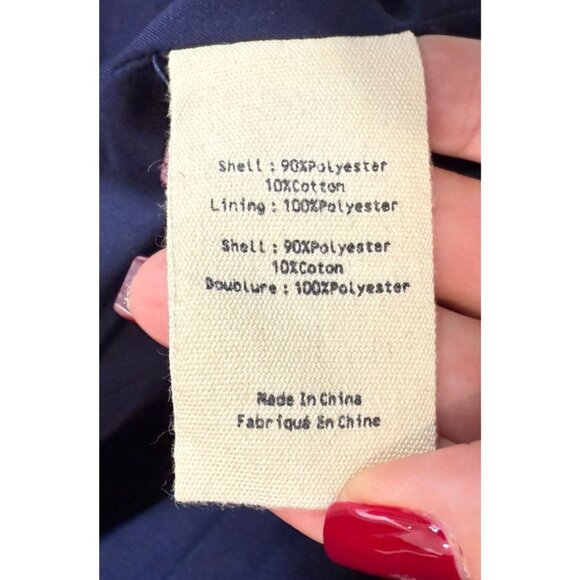 Shell : 90%Polyester
10%Cotton
Lining : 100%Polyester
Shell : 90%Polyester
10%Coton
Doublure : 100%Polyester
Made In China
Fabriqué En Chine